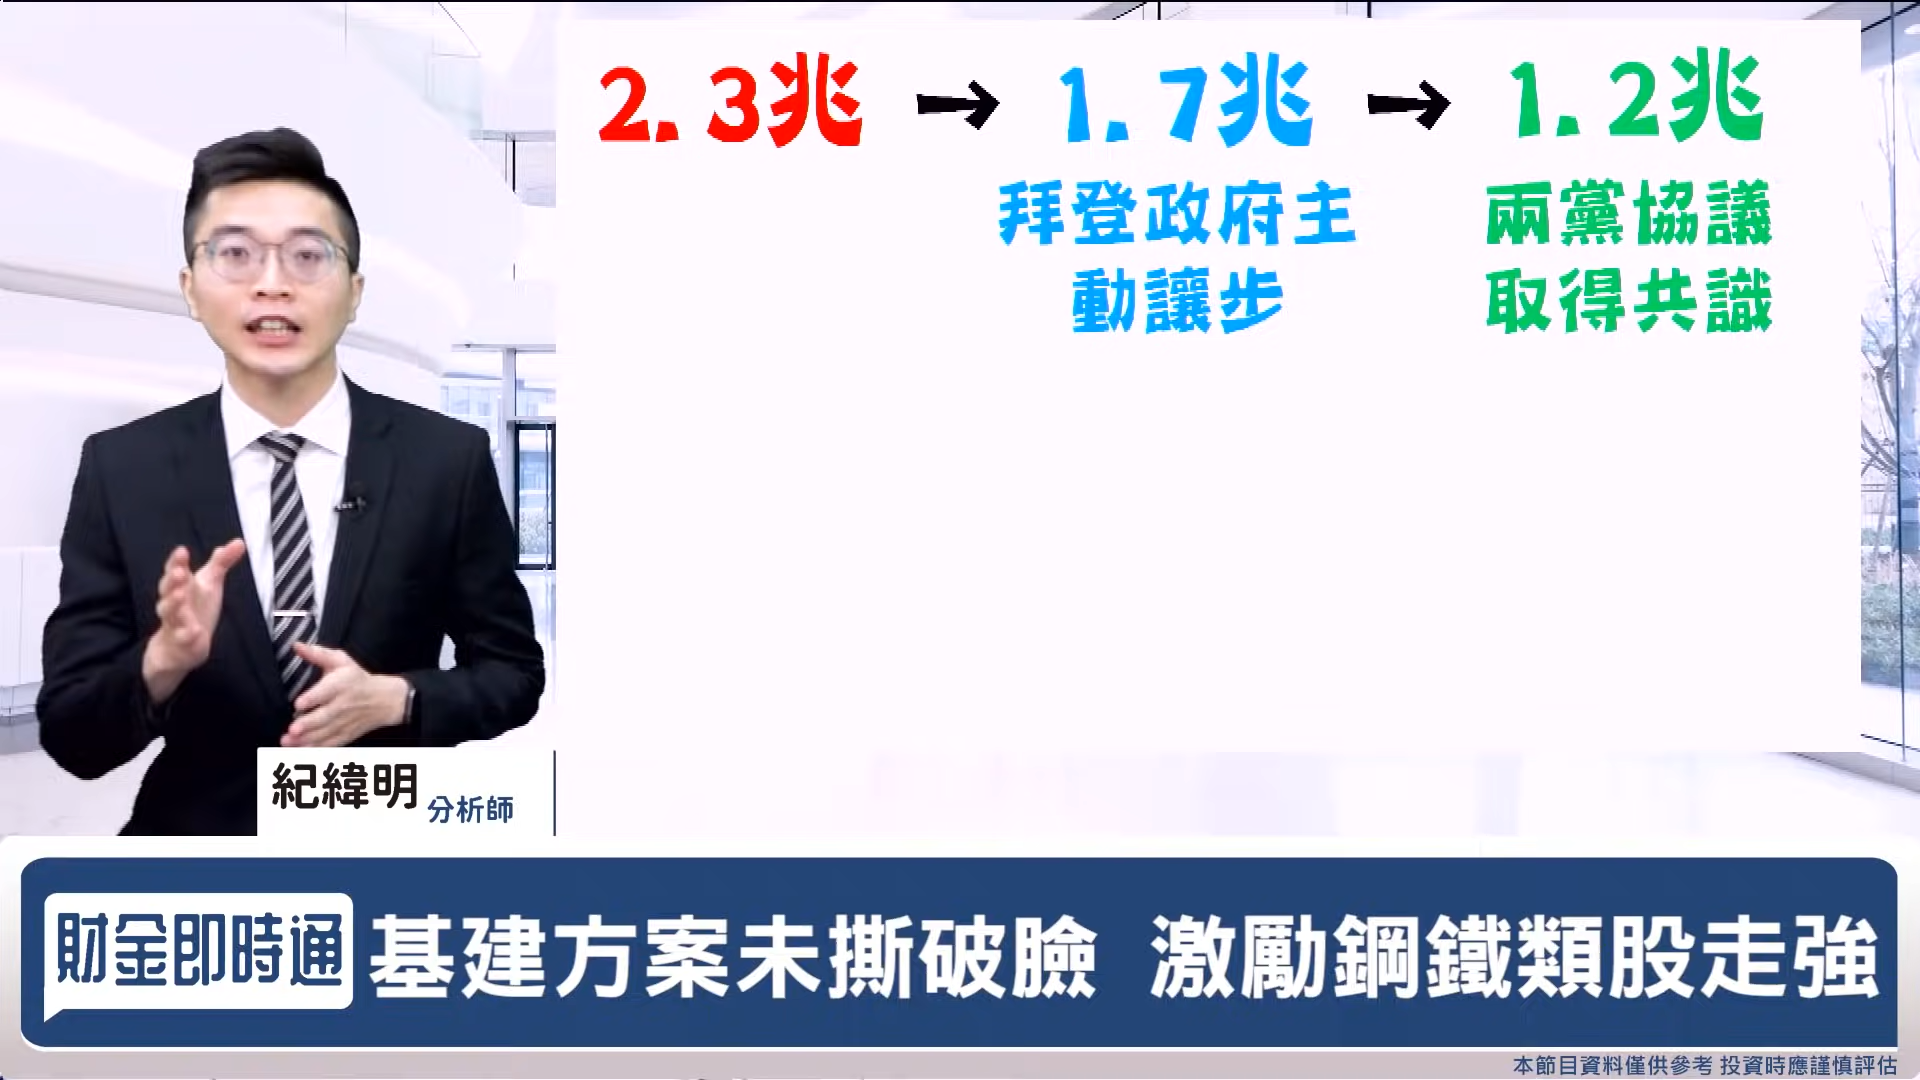 2.3兆 → 1.7兆 → 1.2兆
拜登政府主
動讓步
兩黨協議
取得共識
紀緯明 分析師
財金即時通
基建方案未撕破臉 激勵鋼鐵類股走強
本節目資料僅供參考 投資時應謹慎評估